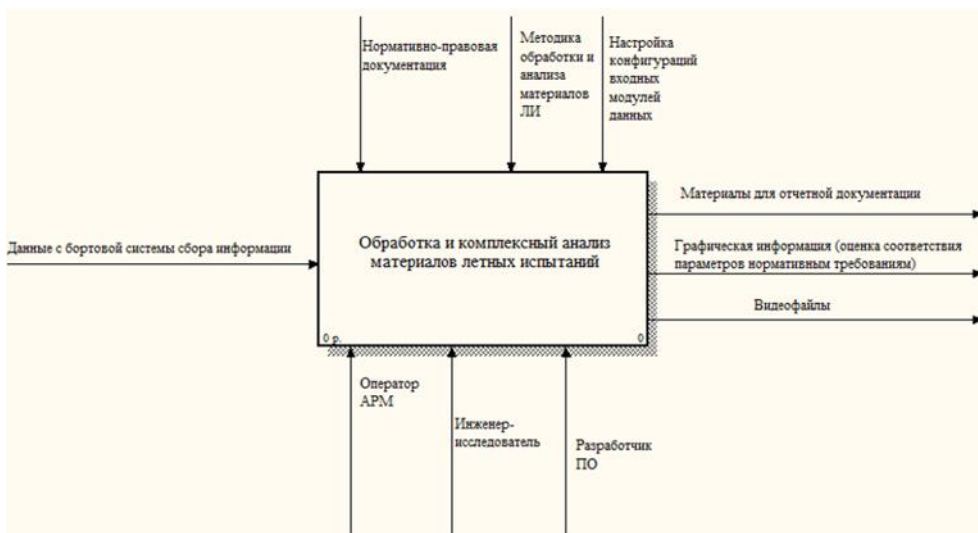 Нормативно-правовая
документация
Методика
обработки и
анализа
материалов
ЛИ
Настройка
конфигураций
входных
модулей
данных
Данные с бортовой системы сбора информации
Обработка и комплексный анализ
материалов летных испытаний
0 р.
0
Материалы для отчетной документации
Графическая информация (оценка соответствия
параметров нормативным требованиям)
Видеофайлы
Оператор
АРМ
Инженер-
исследователь
Разработчик
ПО